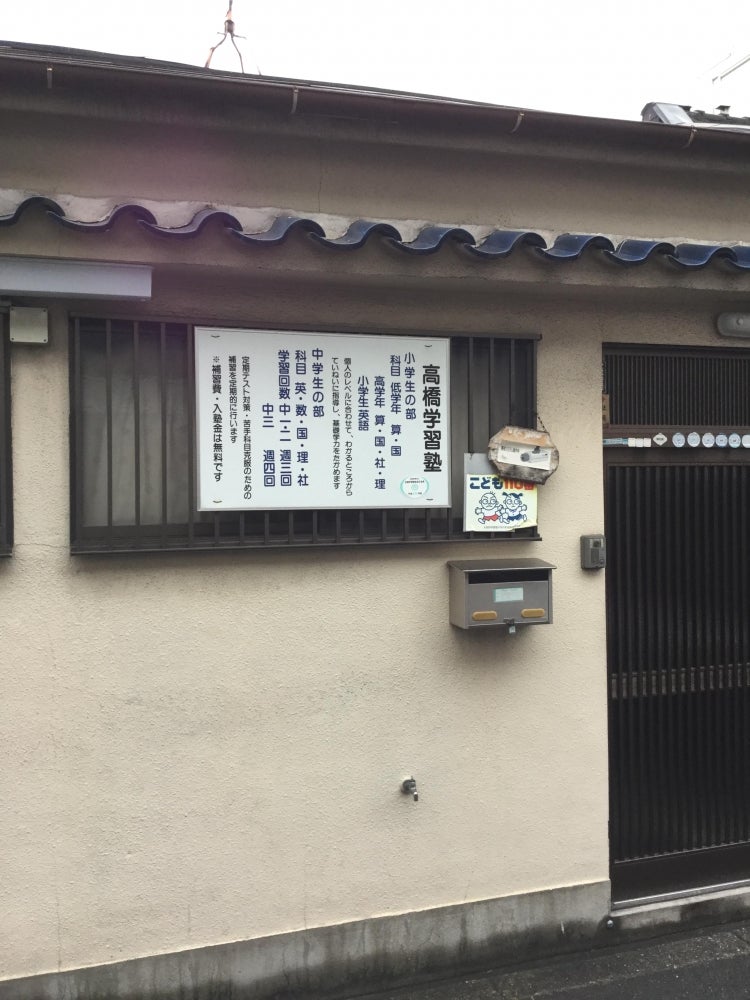 高橋学習塾
小学生の部
科目 低学年 算・国
高学年 算・国・社・理
小学生英語
個人のレベルに合わせて、わかるところから
ていねいに指導し、基礎学力をたかめます
中学生の部
科目 英・数・国・理・社
学習回数 中一・二 週三回
中三 週四回
定期テスト対策・苦手科目克服のための
補習を定期的に行います
※補習費・入塾金は無料です
こども110番